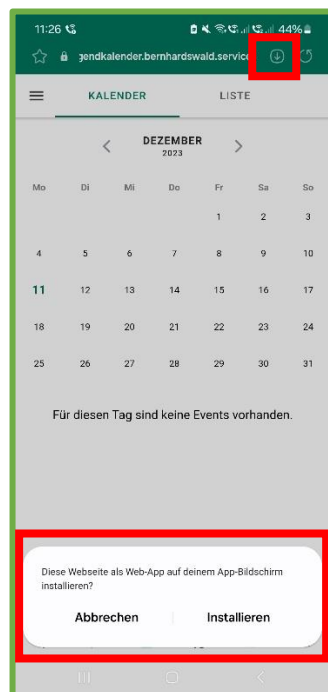 11:26 44%
gendkalender.bernhardswald.service
KALENDER LISTE
DEZEMBER
2023
Mo Di Mi Do Fr Sa So
1 2 3
4 5 6 7 8 9 10
11 12 13 14 15 16 17
18 19 20 21 22 23 24
25 26 27 28 29 30 31
Für diesen Tag sind keine Events vorhanden.
Diese Webseite als Web-App auf deinem App-Bildschirm
installieren?
Abbrechen Installieren